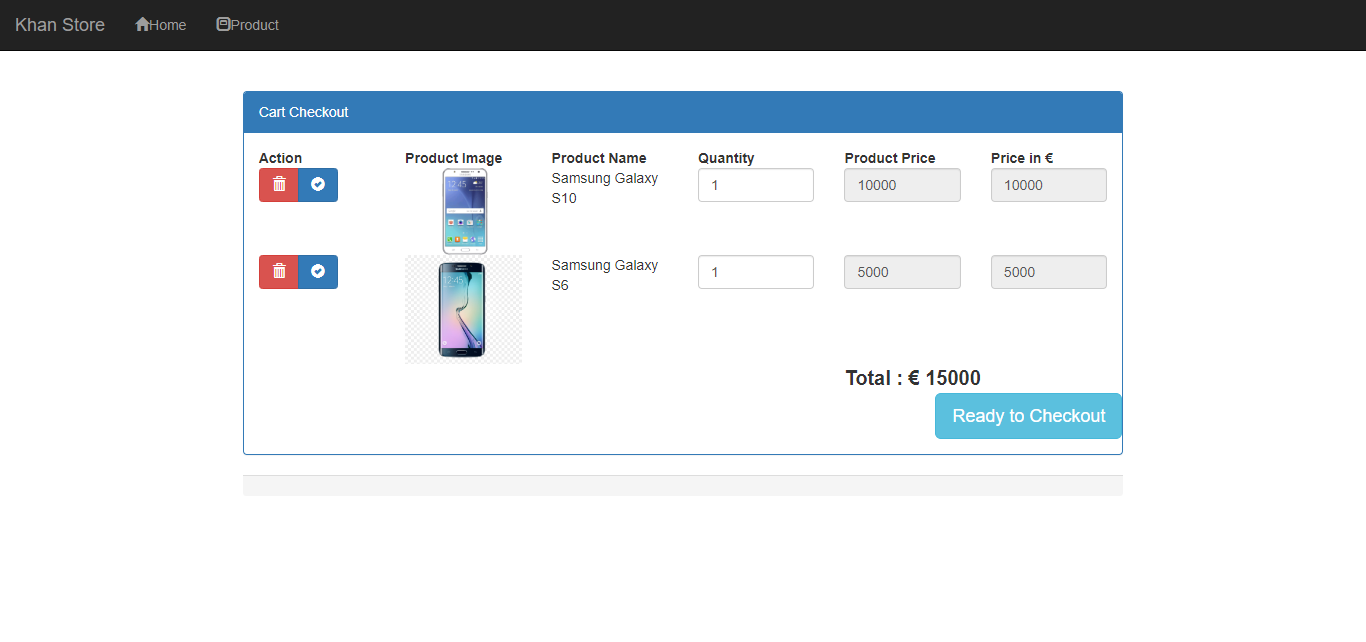 Khan Store Home Product
Cart Checkout
Action Product Image Product Name Quantity Product Price Price in €
Samsung Galaxy 1 10000 10000
S10
Samsung Galaxy 1 5000 5000
S6
Total : € 15000
Ready to Checkout